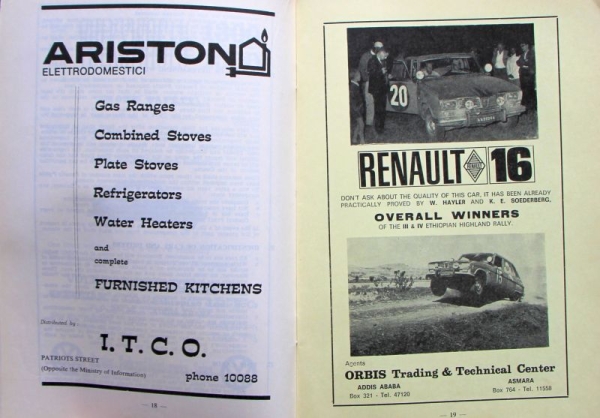 ARISTON
ELETTRODOMESTICI
Gas Ranges
Combined Stoves
Plate Stoves
Refrigerators
Water Heaters
and
complete
FURNISHED KITCHENS
Distributed by :
I. T. C. O.
PATRIOTS STREET
(Opposite the Ministry of Information)
phone 10088
— 18 —
20
RENAULT 16
DON'T ASK ABOUT THE QUALITY OF THIS CAR, IT HAS BEEN ALREADY
PRACTICALLY PROVED BY W. HAYLER and K. E. SOEDERBERG.
OVERALL WINNERS
OF THE III & IV ETHIOPIAN HIGHLAND RALLY.
Agents
ORBIS Trading & Technical Center
ADDIS ABABA
Box 321 - Tel. 47120
ASMARA
Box 704 - Tel. 11558
— 19 —